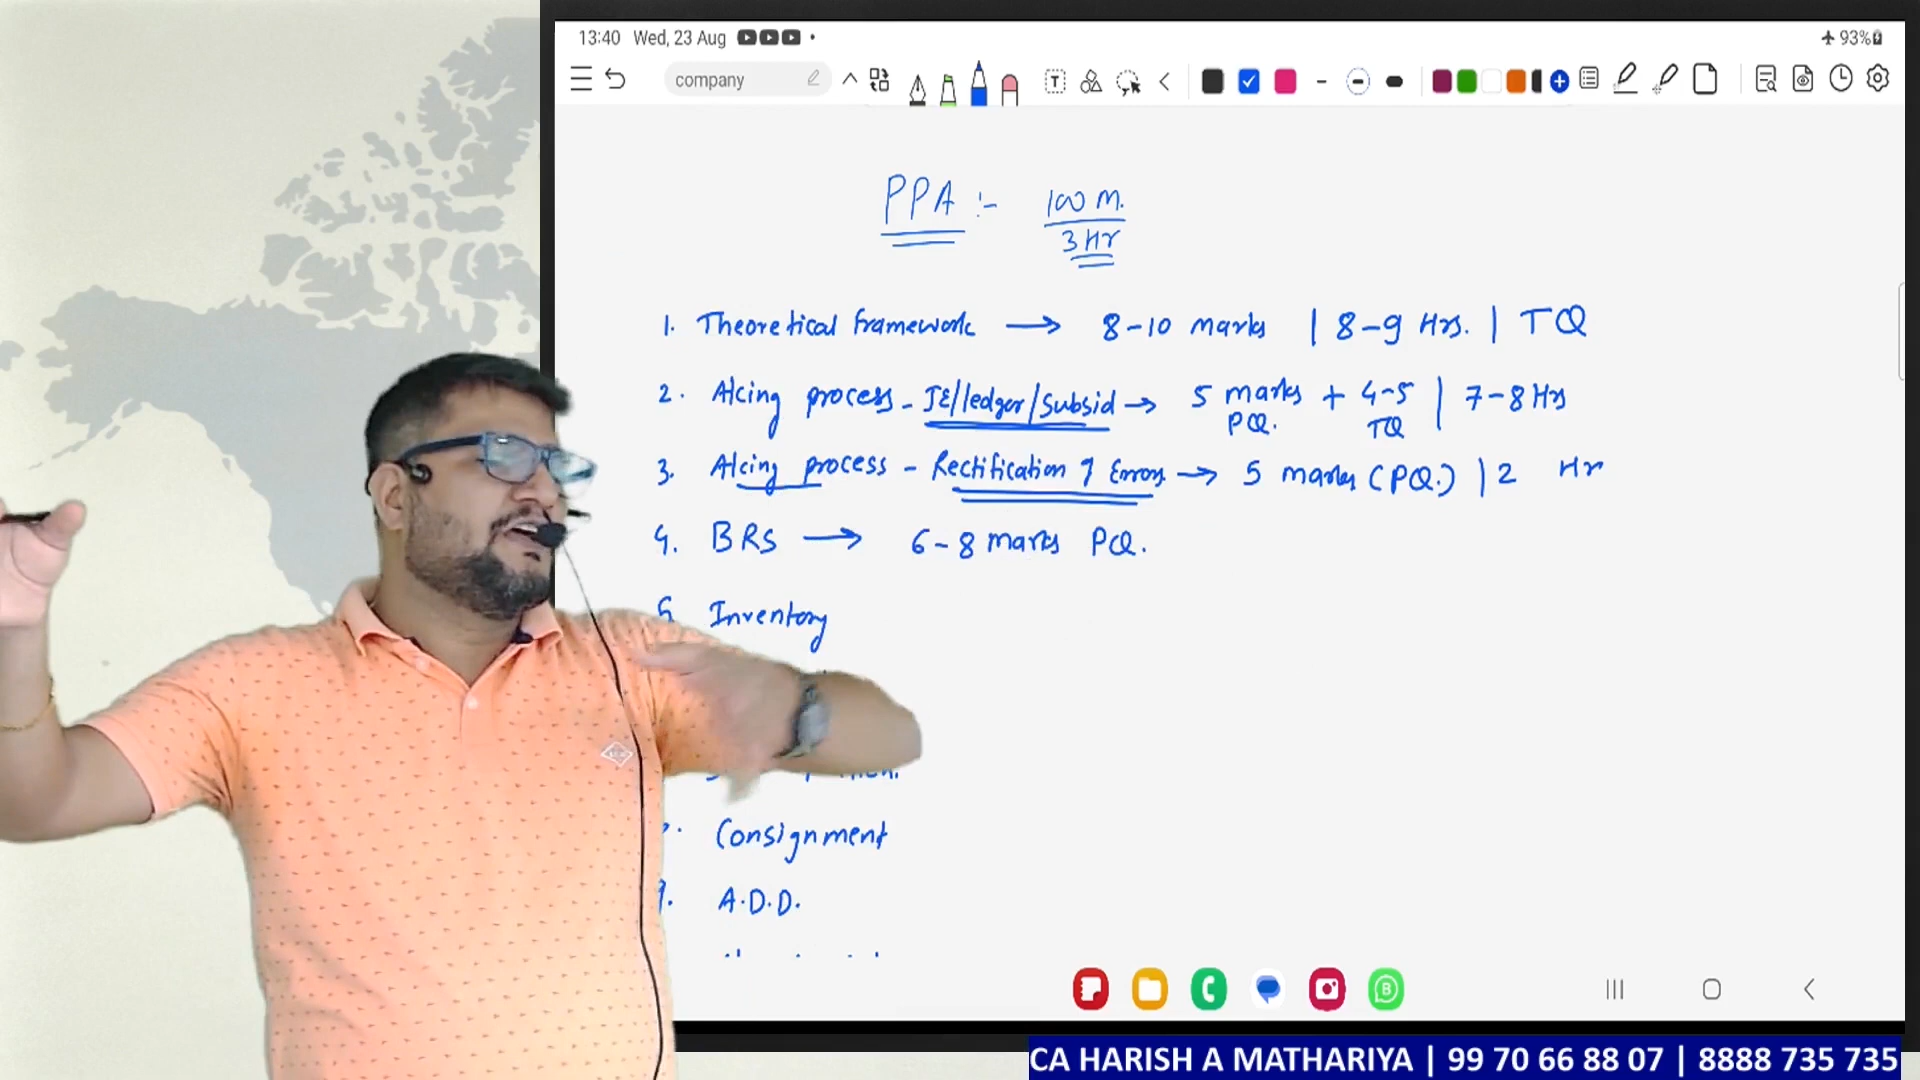 13:40 Wed, 23 Aug
93%
company
T
PPA :- 100 M.
3 Hr
1. Theoretical framework → 8-10 marks | 8-9 Hrs. | TQ
2. A/cing process - JE/ledger/Subsid → 5 marks + 4-5 | 7-8 Hrs
PQ. TQ
3. A/cing process - Rectification of Errors → 5 marks (PQ.) | 2 Hr
4. BRS → 6-8 marks PQ.
5. Inventory
Consignment
9. A.D.D.
CA HARISH A MATHARIYA | 99 70 66 88 07 | 8888 735 735